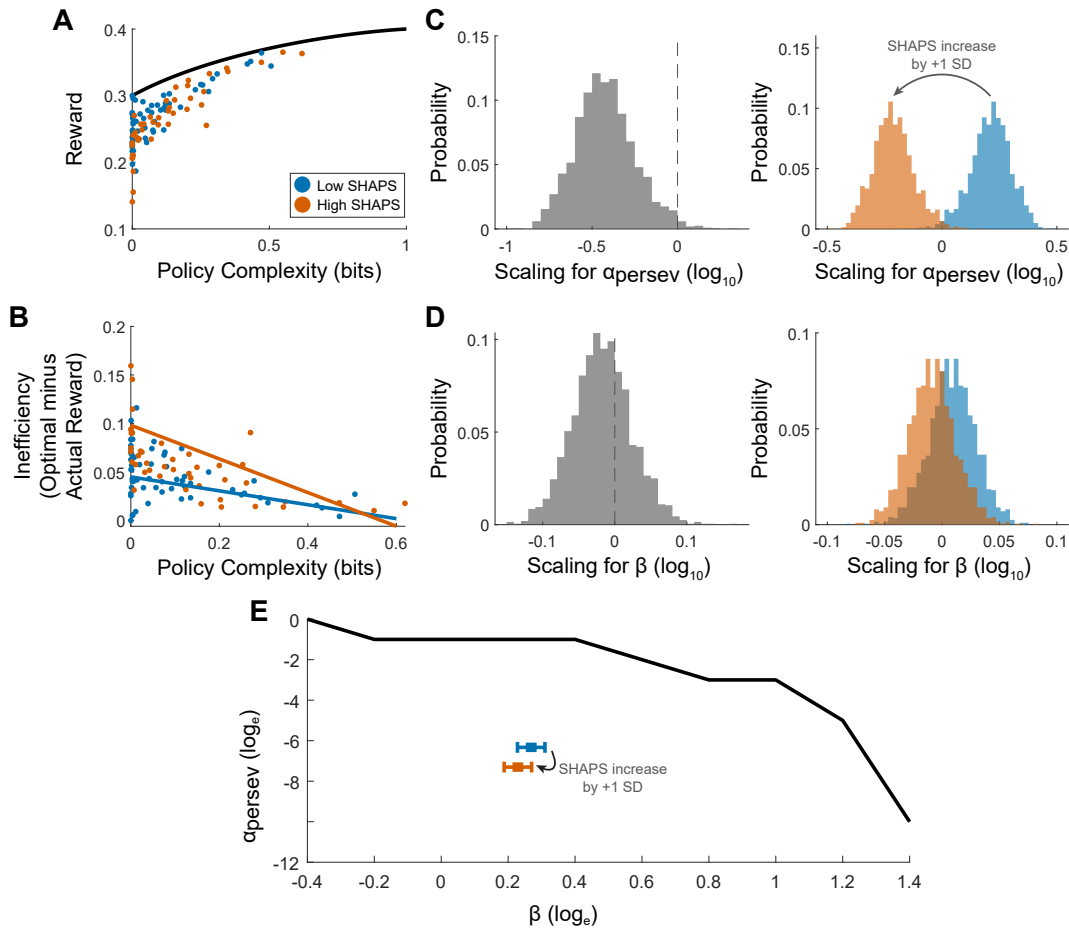 A
Reward
0.4
0.3
0.2
0.1
0
0.5
1
Policy Complexity (bits)
Low SHAPS
High SHAPS
B
Inefficiency
(Optimal minus
Actual Reward)
0.2
0.15
0.1
0.05
0
0
0.2
0.4
0.6
Policy Complexity (bits)
C
Probability
0.15
0.1
0.05
0
-1
-0.5
0
Scaling for αpersev (log10)
Probability
0.15
0.1
0.05
0
-0.5
0
0.5
Scaling for αpersev (log10)
SHAPS increase
by +1 SD
D
Probability
0.1
0.05
0
-0.1
0
0.1
Scaling for β (log10)
Probability
0.1
0.05
0
-0.1
-0.05
0
0.05
0.1
Scaling for β (log10)
E
αpersev (loge)
0
-2
-4
-6
-8
-12
-0.4
-0.2
0
0.2
0.4
0.6
0.8
1
1.2
1.4
β (loge)
SHAPS increase
by +1 SD